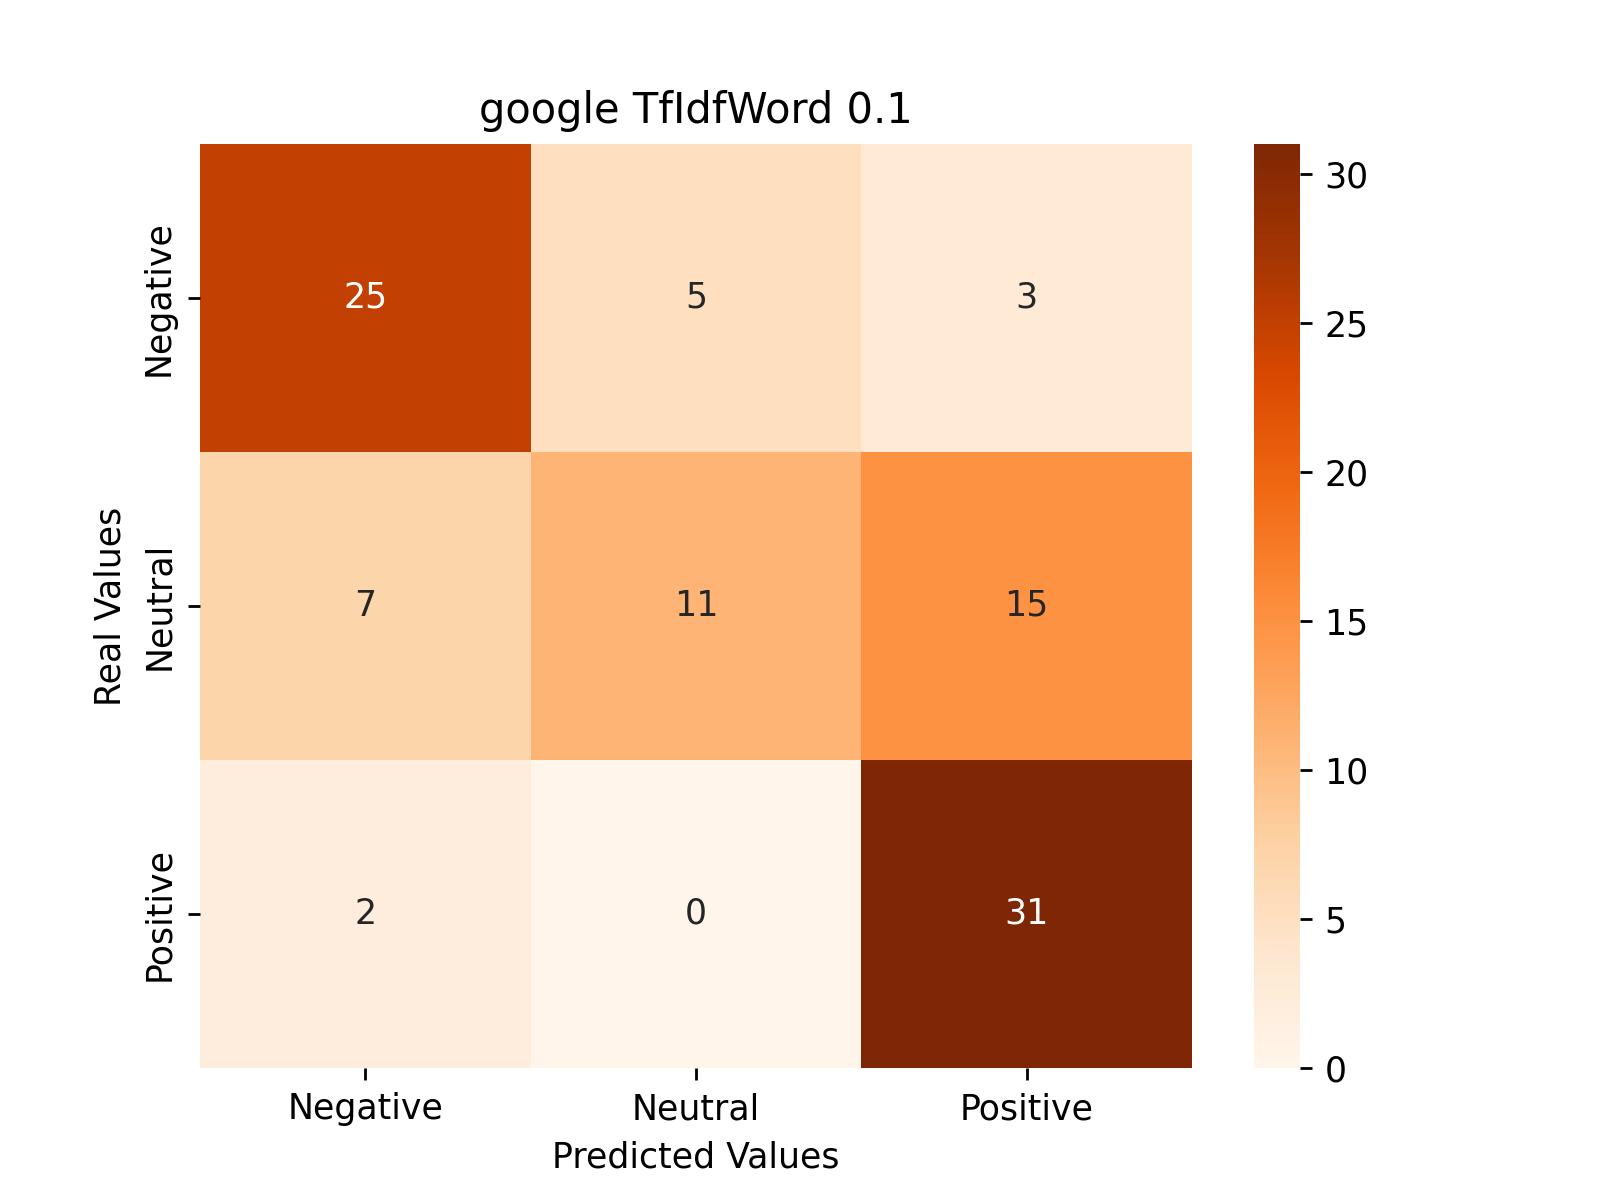 google TfIdfWord 0.1
Real Values
Negative
25 5 3
Neutral
7 11 15
Positive
2 0 31
Negative Neutral Positive
Predicted Values
30
25
20
15
10
5
0